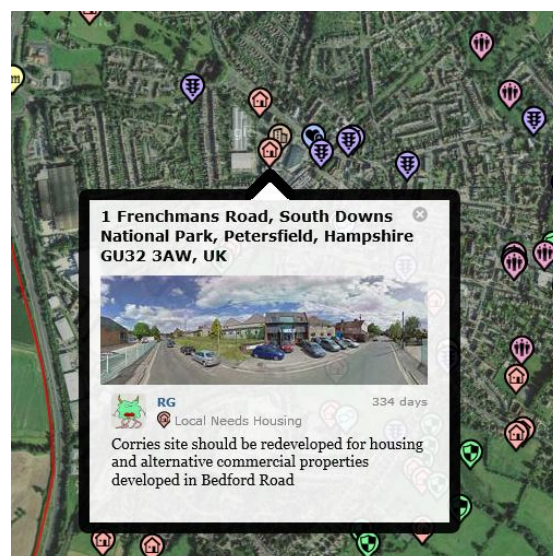 1 Frenchmans Road, South Downs
National Park, Petersfield, Hampshire
GU32 3AW, UK
RG
334 days
Local Needs Housing
Corries site should be redeveloped for housing
and alternative commercial properties
developed in Bedford Road